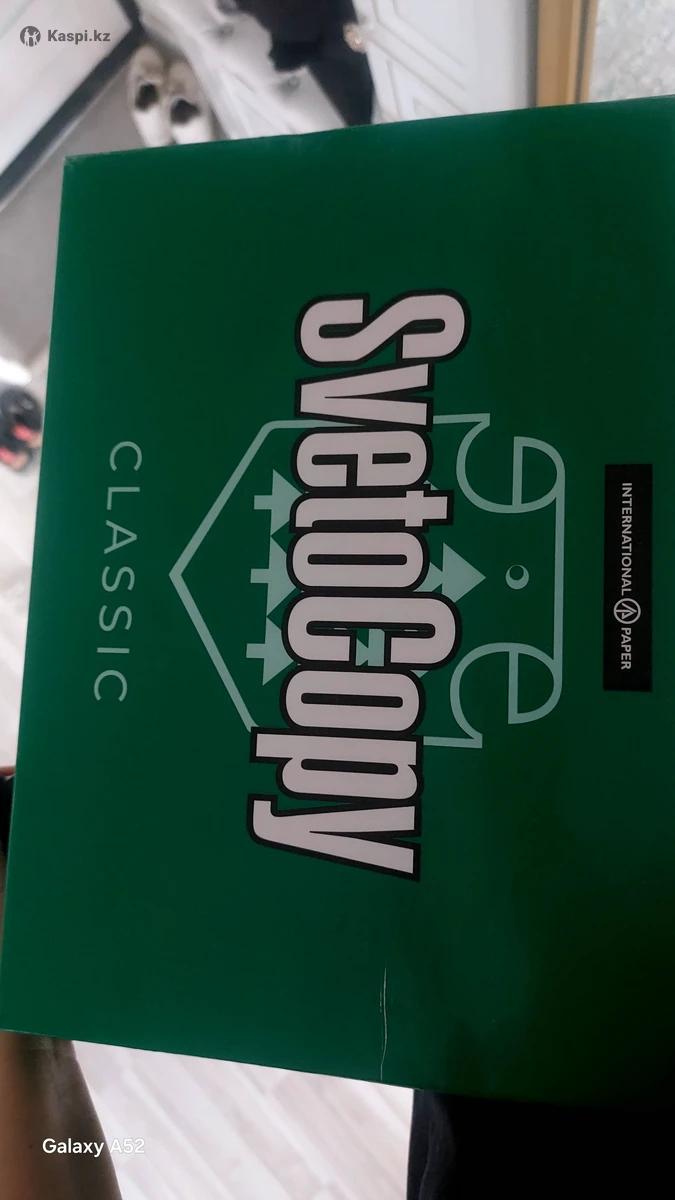 Kaspi.kz
INTERNATIONAL PAPER
SvetoCopy
CLASSIC
Galaxy A52